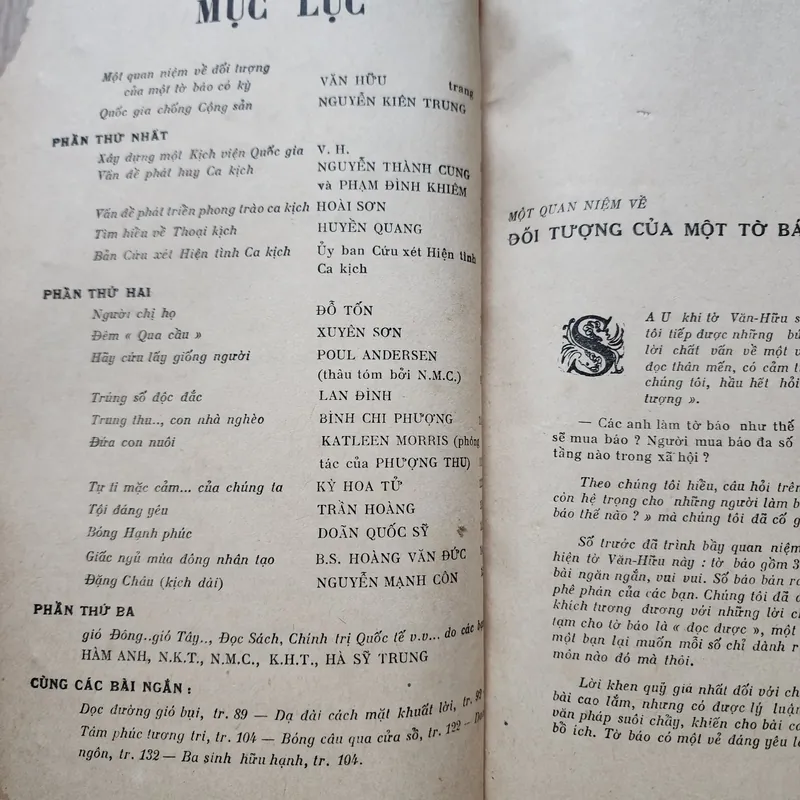 MỤC LỤC
Một quan niệm về đối tượng
của một tờ báo có kỳ VĂN HỮU trang
Quốc gia chống Cộng sản NGUYỄN KIÊN TRUNG
PHẦN THỨ NHẤT
Xây dựng một Kịch viện Quốc gia V. H.
Vấn đề phát huy Ca kịch NGUYỄN THÀNH CUNG
và PHẠM ĐÌNH KHIÊM
Vấn đề phát triển phong trào ca kịch HOÀI SƠN
Tìm hiểu về Thoại kịch HUYỀN QUANG
Bản Cứu xét Hiện tình Ca kịch Ủy ban Cứu xét Hiện tình
Ca kịch
PHẦN THỨ HAI
Người chị họ ĐỖ TỐN
Đêm « Qua cầu » XUYÊN SƠN
Hãy cứu lấy giống người POUL ANDERSEN
(thâu tóm bởi N.M.C.)
Trúng số độc đắc LAN ĐÌNH
Trung thu.., con nhà nghèo BÌNH CHI PHƯỢNG
Đứa con nuôi KATLEEN MORRIS (phóng
tác của PHƯỢNG THU)
Tự ti mặc cảm... của chúng ta KỲ HOA TỬ
Tội đáng yêu TRẦN HOÀNG
Bóng Hạnh phúc DOÃN QUỐC SỸ
Giấc ngủ mùa đông nhân tạo B.S. HOÀNG VĂN ĐỨC
Đặng Cháu (kịch dài) NGUYỄN MẠNH CÔN
PHẦN THỨ BA
gió Đông..gió Tây.., Đọc Sách, Chính trị Quốc tế v.v... do các
HÀM ANH, N.K.T., N.M.C., K.H.T., HÀ SỸ TRUNG
CÙNG CÁC BÀI NGẮN :
Dọc đường gió bụi, tr. 89 — Dạ đài cách mặt khuất lời, tr. 92
Tâm phúc tương tri, tr. 104 — Bóng câu qua cửa sổ, tr. 122 —
ngôn, tr. 132 — Ba sinh hữu hạnh, tr. 104.
MỘT QUAN NIỆM VỀ
ĐỐI TƯỢNG CỦA MỘT TỜ BÁ
SAU khi tờ Văn-Hữu s
tôi tiếp được những bứ
lời chất vấn về một v
đọc thân mến, có cảm t
chúng tôi, hầu hết hỏi
tượng ».
— Các anh làm tờ báo như thế
sẽ mua báo ? Người mua báo đa số
tầng nào trong xã hội ?
Theo chúng tôi hiểu, câu hỏi trên
còn hệ trọng cho những người làm b
báo thế nào ? » mà chúng tôi đã cố g
Số trước đã trình bầy quan niệm
hiện tờ Văn-Hữu này : tờ báo gồm 3
bài ngăn ngắn, vui vui. Số báo bán r
phê phán của các bạn. Chúng tôi đã đ
khích tương đương với những lời ch
tạm cho tờ báo là « đọc được », một
một bạn lại muốn mỗi số chỉ dành r
món nào đó mà thôi.
Lời khen quý giá nhất đối với ch
bài cao lắm, nhưng có được lý luận
văn pháp suôi chầy, khiến cho bài c
bồ ích. Tờ báo có một vẻ đáng yêu l